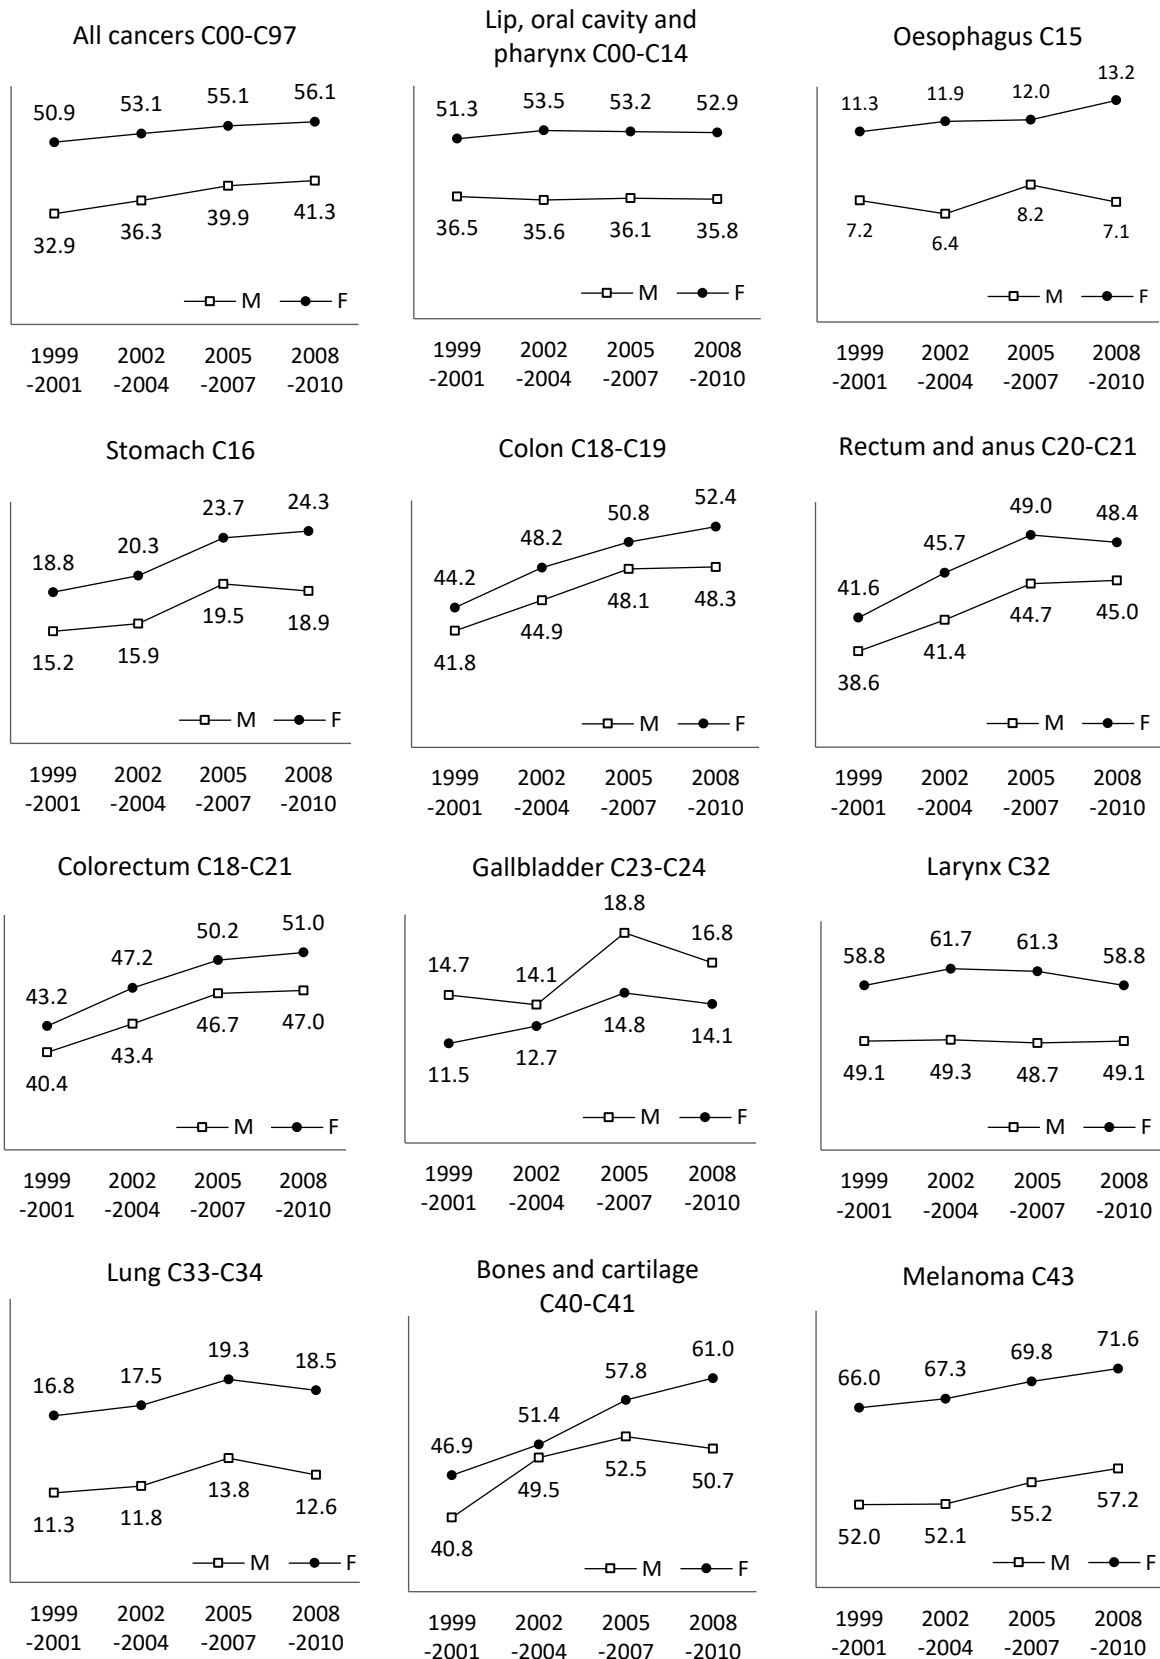 All cancers C00-C97
50.9 53.1 55.1 56.1
32.9 36.3 39.9 41.3
M F
1999 2002 2005 2008
-2001 -2004 -2007 -2010
Lip, oral cavity and
pharynx C00-C14
51.3 53.5 53.2 52.9
36.5 35.6 36.1 35.8
M F
1999 2002 2005 2008
-2001 -2004 -2007 -2010
Oesophagus C15
11.3 11.9 12.0 13.2
7.2 6.4 8.2 7.1
M F
1999 2002 2005 2008
-2001 -2004 -2007 -2010
Stomach C16
18.8 20.3 23.7 24.3
15.2 15.9 19.5 18.9
M F
1999 2002 2005 2008
-2001 -2004 -2007 -2010
Colon C18-C19
44.2 48.2 50.8 52.4
41.8 44.9 48.1 48.3
M F
1999 2002 2005 2008
-2001 -2004 -2007 -2010
Rectum and anus C20-C21
41.6 45.7 49.0 48.4
38.6 41.4 44.7 45.0
M F
1999 2002 2005 2008
-2001 -2004 -2007 -2010
Colorectum C18-C21
43.2 47.2 50.2 51.0
40.4 43.4 46.7 47.0
M F
1999 2002 2005 2008
-2001 -2004 -2007 -2010
Gallbladder C23-C24
14.7 14.1 18.8 16.8
11.5 12.7 14.8 14.1
M F
1999 2002 2005 2008
-2001 -2004 -2007 -2010
Larynx C32
58.8 61.7 61.3 58.8
49.1 49.3 48.7 49.1
M F
1999 2002 2005 2008
-2001 -2004 -2007 -2010
Lung C33-C34
16.8 17.5 19.3 18.5
11.3 11.8 13.8 12.6
M F
1999 2002 2005 2008
-2001 -2004 -2007 -2010
Bones and cartilage
C40-C41
46.9 51.4 57.8 61.0
40.8 49.5 52.5 50.7
M F
1999 2002 2005 2008
-2001 -2004 -2007 -2010
Melanoma C43
66.0 67.3 69.8 71.6
52.0 52.1 55.2 57.2
M F
1999 2002 2005 2008
-2001 -2004 -2007 -2010